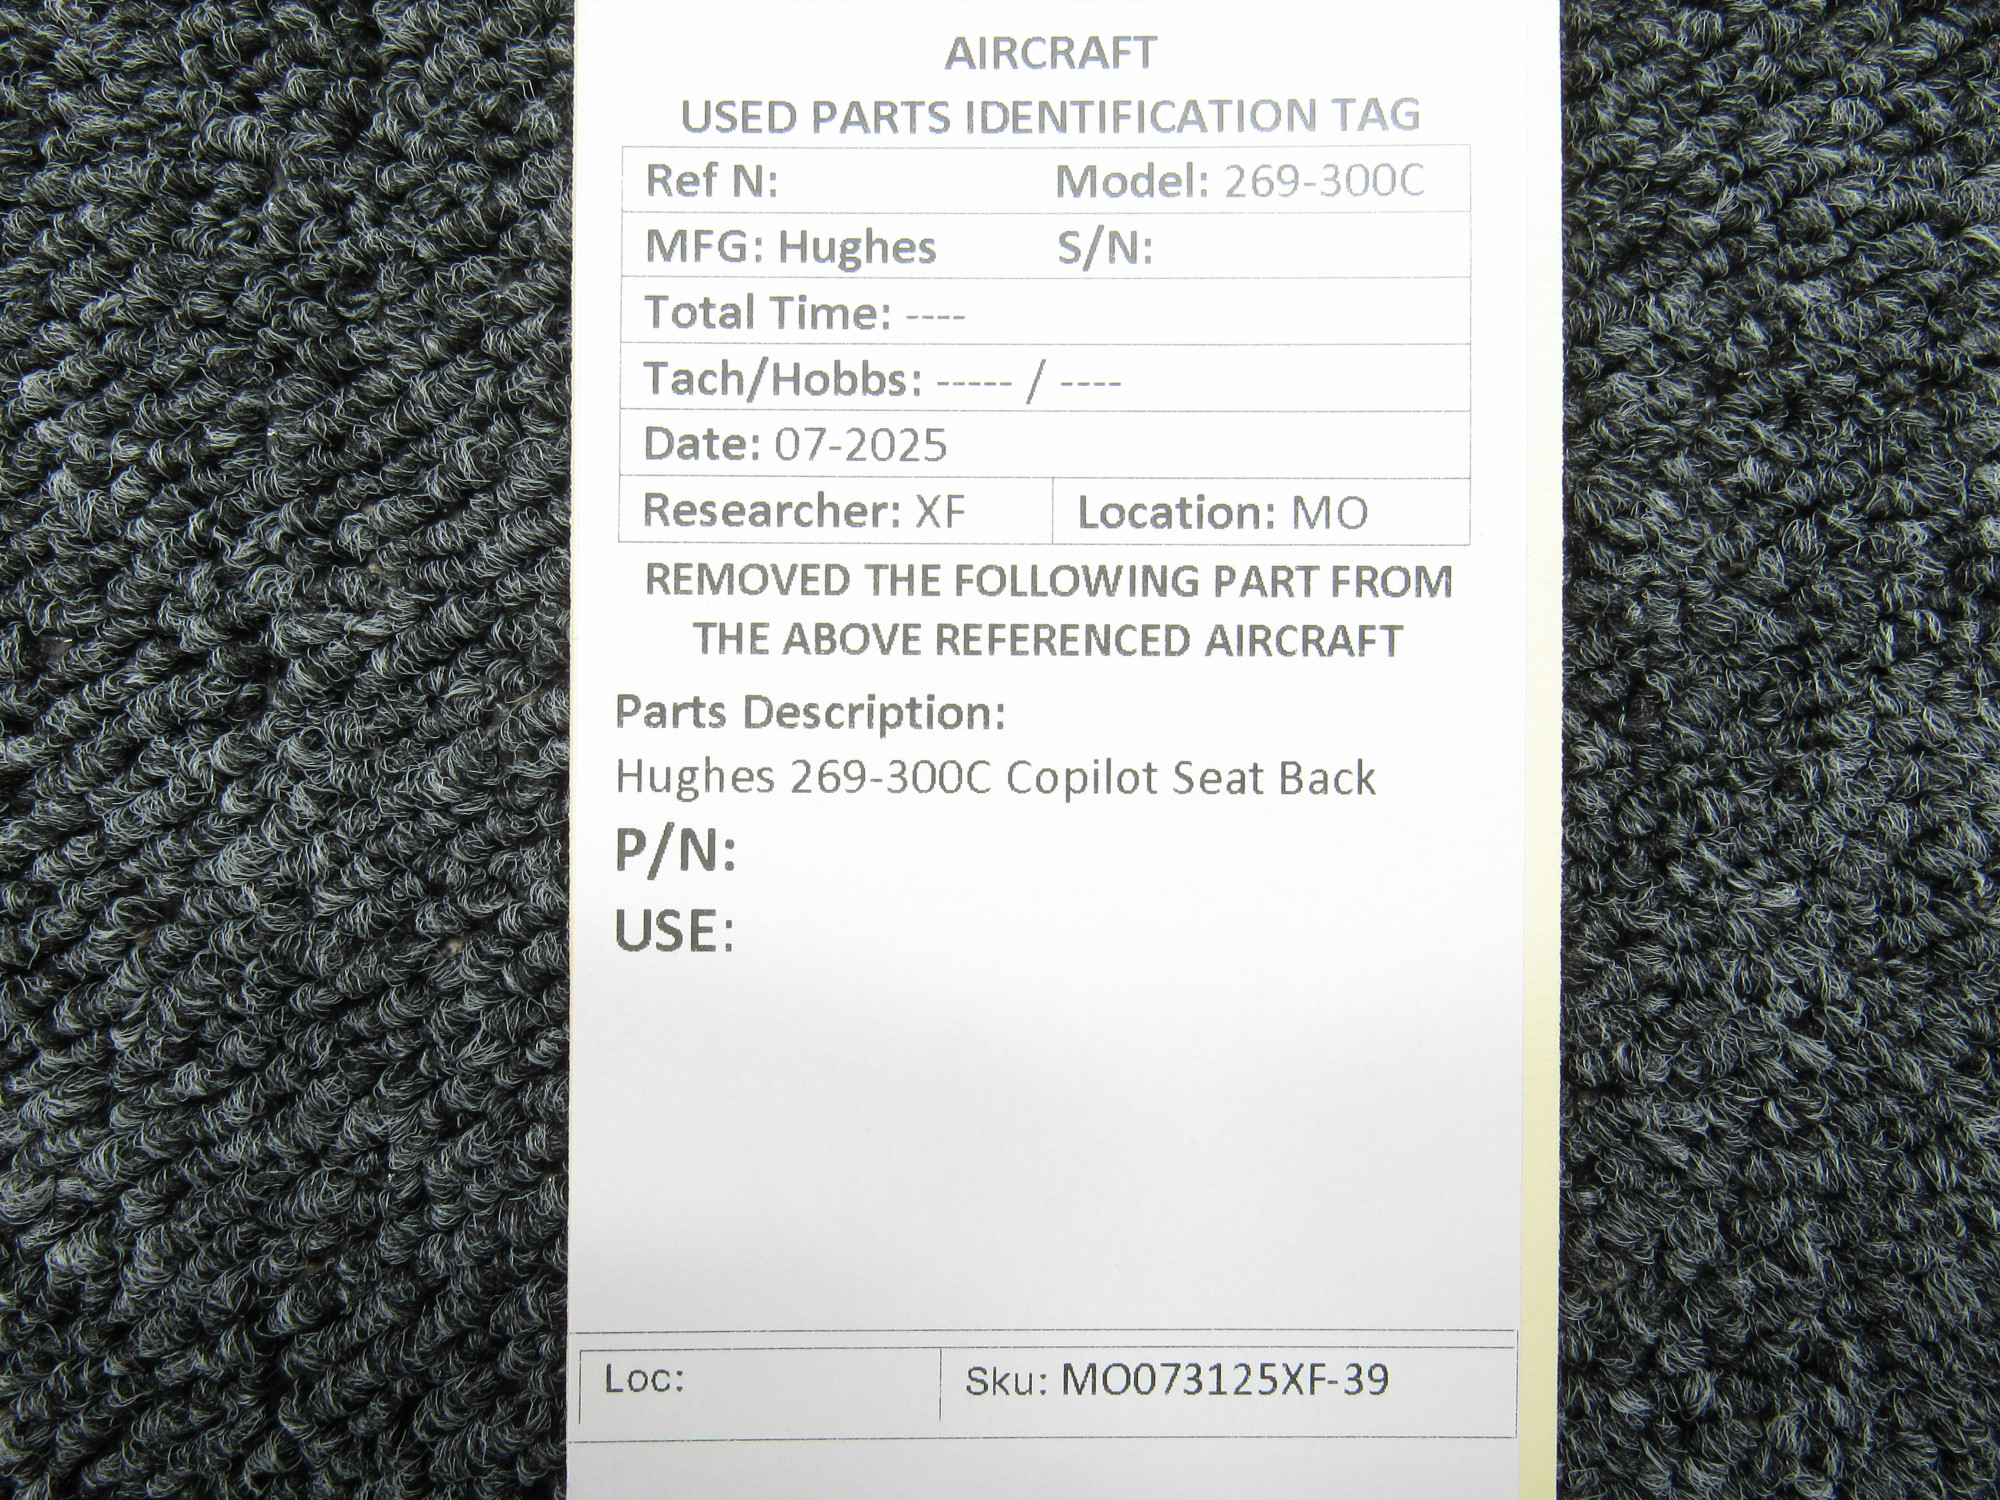 AIRCRAFT
USED PARTS IDENTIFICATION TAG
Ref N: Model: 269-300C
MFG: Hughes S/N:
Total Time: ----
Tach/Hobbs: ----- / ----
Date: 07-2025
Researcher: XF Location: MO
REMOVED THE FOLLOWING PART FROM
THE ABOVE REFERENCED AIRCRAFT
Parts Description:
Hughes 269-300C Copilot Seat Back
P/N:
USE:
Loc: Sku: MO073125XF-39